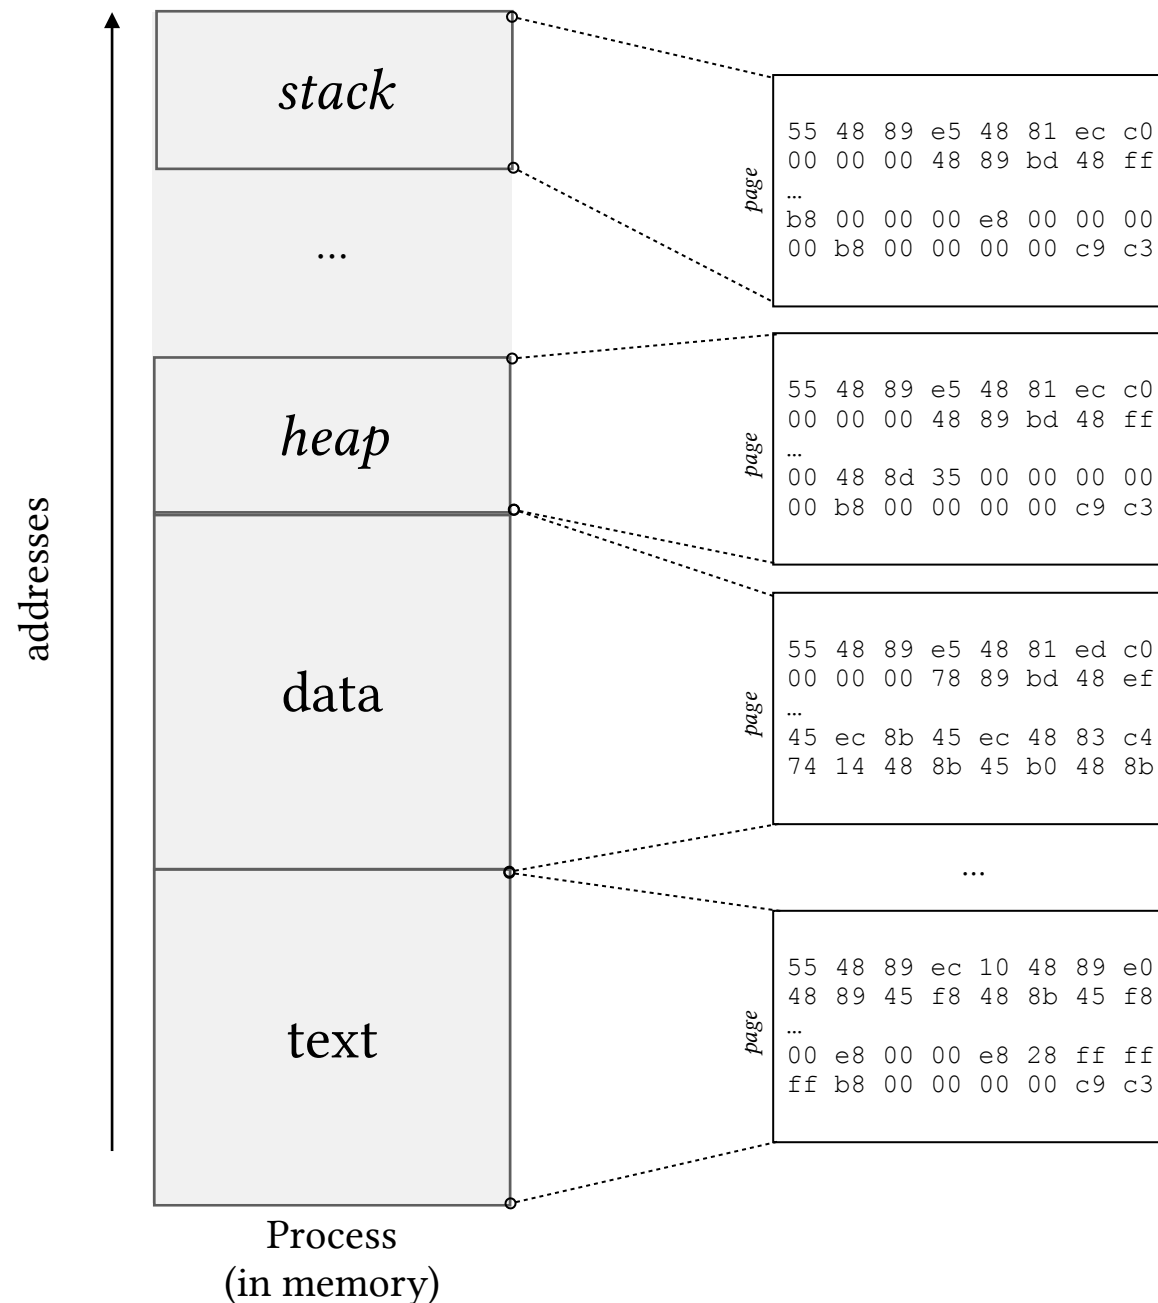 stack
...
heap
data
text
Process
(in memory)
addresses
page
55 48 89 e5 48 81 ec c0
00 00 00 48 89 bd 48 ff
...
b8 00 00 00 e8 00 00 00
00 b8 00 00 00 00 c9 c3
page
55 48 89 e5 48 81 ec c0
00 00 00 48 89 bd 48 ff
...
00 48 8d 35 00 00 00 00
00 b8 00 00 00 00 c9 c3
page
55 48 89 e5 48 81 ed c0
00 00 00 78 89 bd 48 ef
...
45 ec 8b 45 ec 48 83 c4
74 14 48 8b 45 b0 48 8b
...
page
55 48 89 ec 10 48 89 e0
48 89 45 f8 48 8b 45 f8
...
00 e8 00 00 e8 28 ff ff
ff b8 00 00 00 00 c9 c3